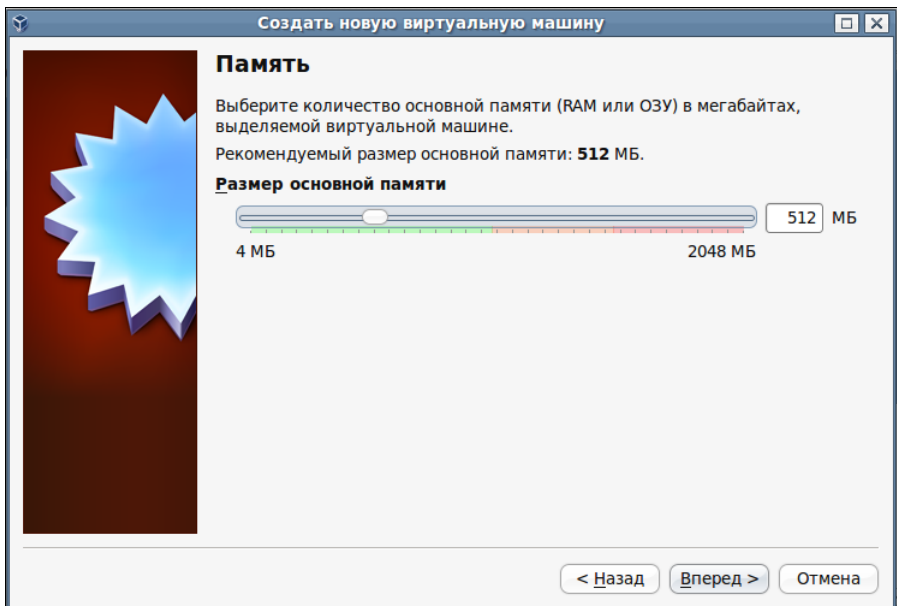 Создать новую виртуальную машину
Память
Выберите количество основной памяти (RAM или ОЗУ) в мегабайтах,
выделяемой виртуальной машине.
Рекомендуемый размер основной памяти: 512 МБ.
Размер основной памяти
512 МБ
4 МБ 2048 МБ
< Назад Вперед > Отмена